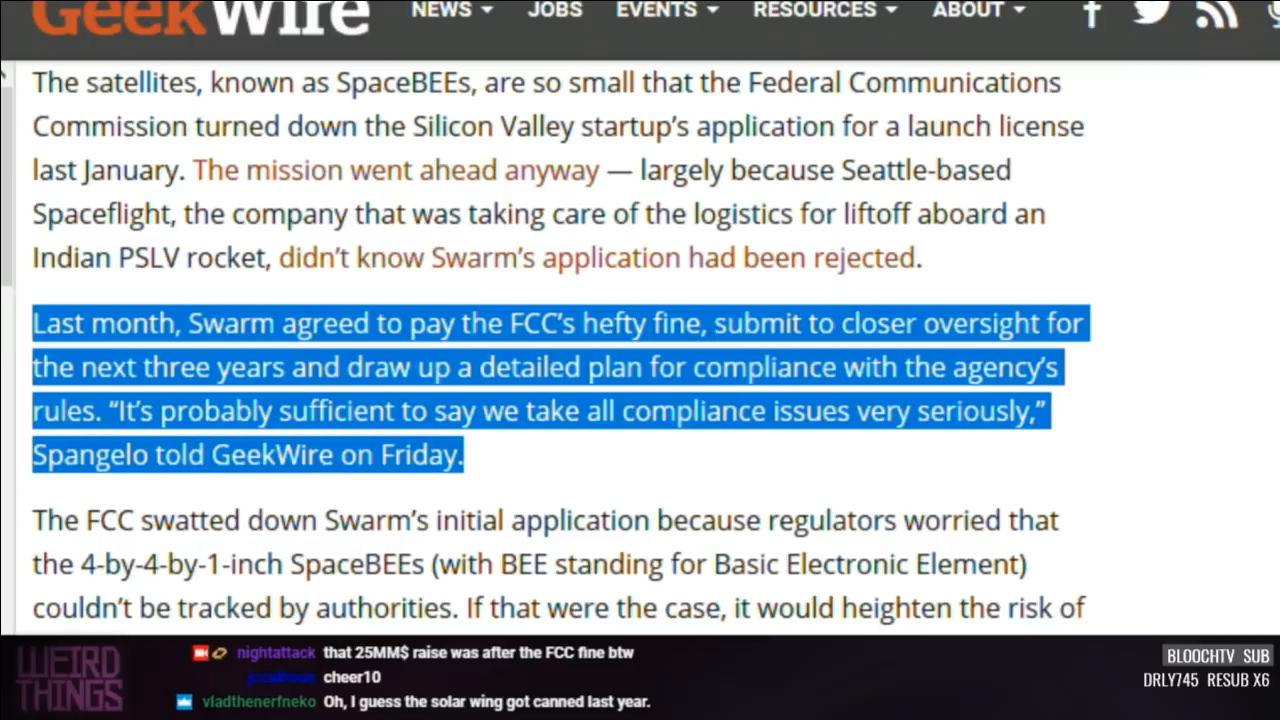 GeekWire NEWS JOBS EVENTS RESOURCES ABOUT
The satellites, known as SpaceBEEs, are so small that the Federal Communications
Commission turned down the Silicon Valley startup’s application for a launch license
last January. The mission went ahead anyway — largely because Seattle-based
Spaceflight, the company that was taking care of the logistics for liftoff aboard an
Indian PSLV rocket, didn’t know Swarm’s application had been rejected.
Last month, Swarm agreed to pay the FCC’s hefty fine, submit to closer oversight for
the next three years and draw up a detailed plan for compliance with the agency’s
rules. “It’s probably sufficient to say we take all compliance issues very seriously,”
Spangelo told GeekWire on Friday.
The FCC swatted down Swarm’s initial application because regulators worried that
the 4-by-4-by-1-inch SpaceBEEs (with BEE standing for Basic Electronic Element)
couldn’t be tracked by authorities. If that were the case, it would heighten the risk of
WEIRD
THINGS
nightattack that 25MM$ raise was after the FCC fine btw
cheer10
vladthenerfneko Oh, I guess the solar wing got canned last year.
BLOOCHTV SUB
DRLY745 RESUB X6